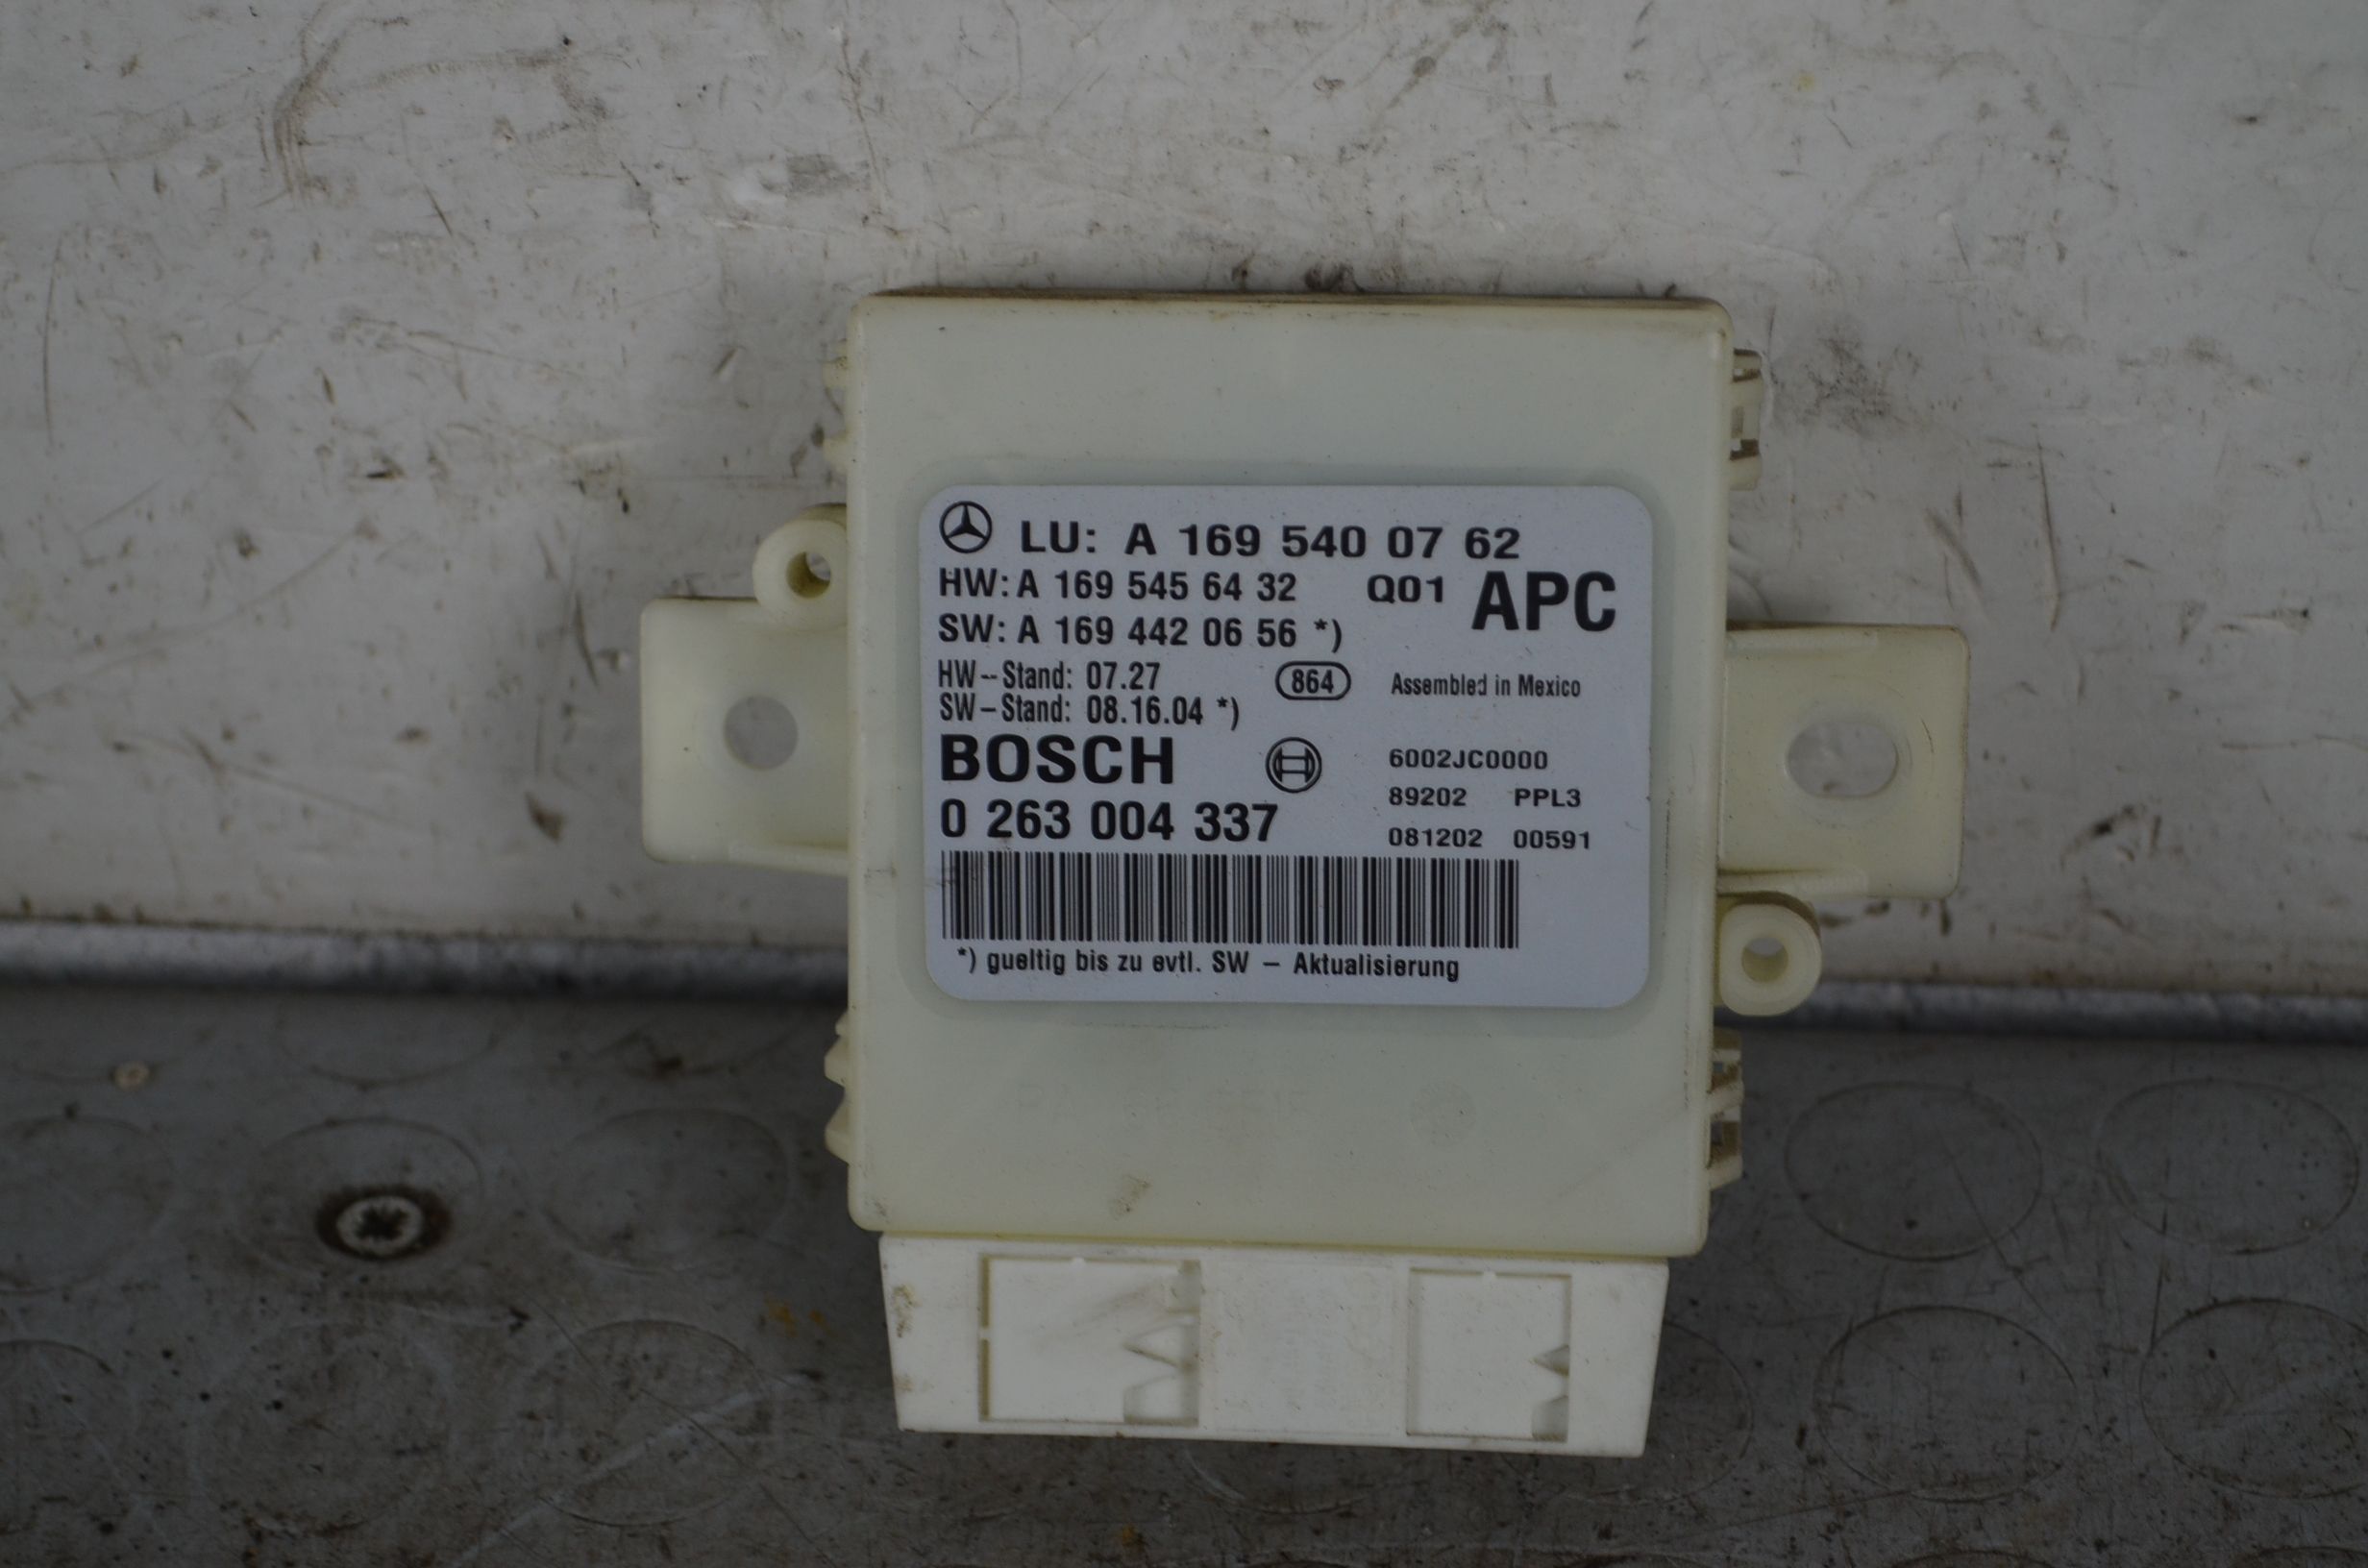 LU: A 169 540 07 62
HW: A 169 545 64 32 Q01 APC
SW: A 169 442 06 56 *)
HW-Stand: 07.27 864 Assembled in Mexico
SW-Stand: 08.16.04 *)
BOSCH 6002JC0000
89202 PPL3
0 263 004 337 081202 00591
*) gueltig bis zu evtl. SW - Aktualisierung